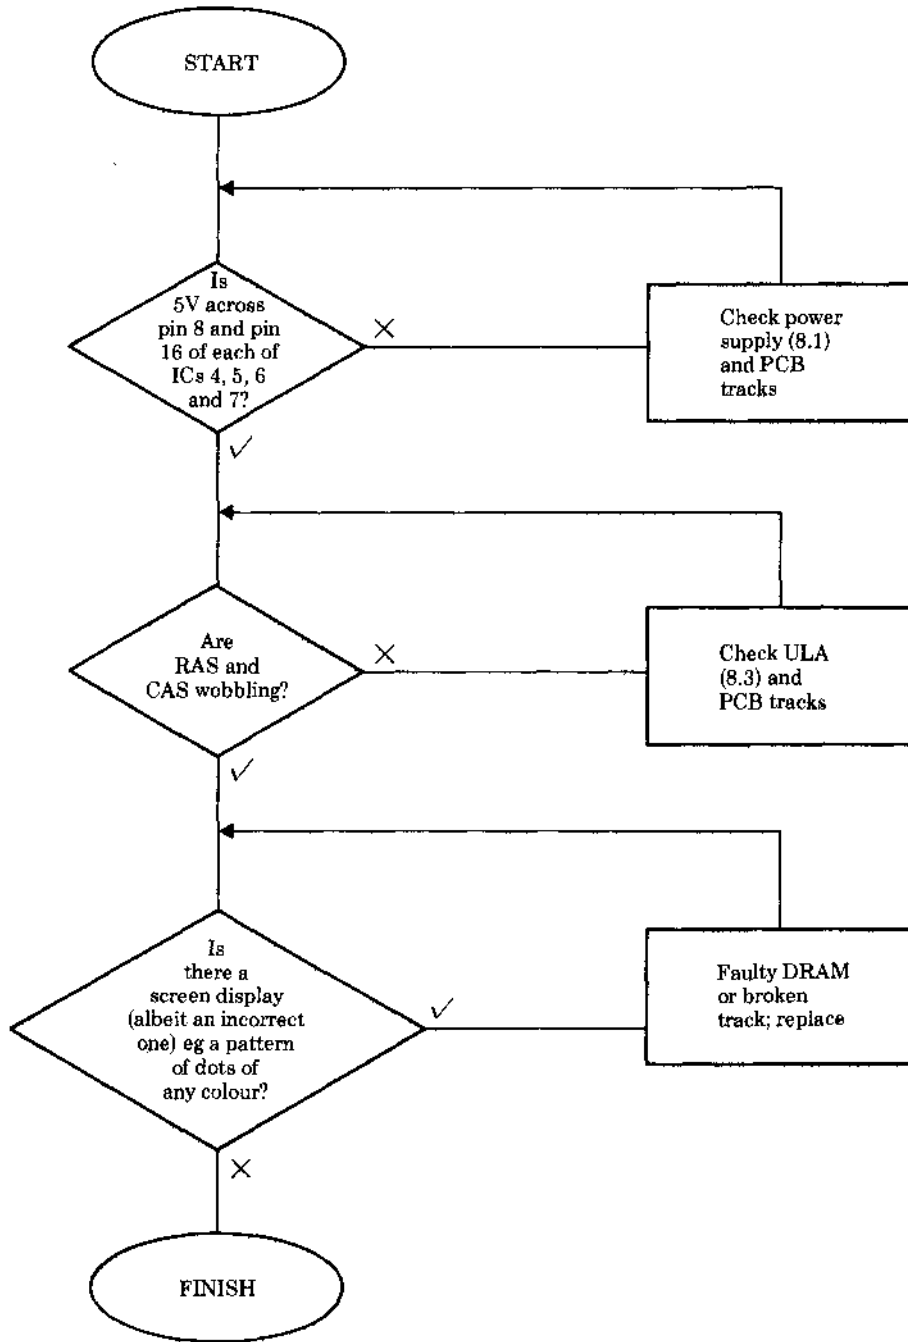 START
Is
5V across
pin 8 and pin
16 of each of
ICs 4, 5, 6
and 7?
Check power
supply (8.1)
and PCB
tracks
Are
RAS and
CAS wobbling?
Check ULA
(8.3) and
PCB tracks
Is
there a
screen display
(albeit an incorrect
one) eg a pattern
of dots of
any colour?
Faulty DRAM
or broken
track; replace
FINISH